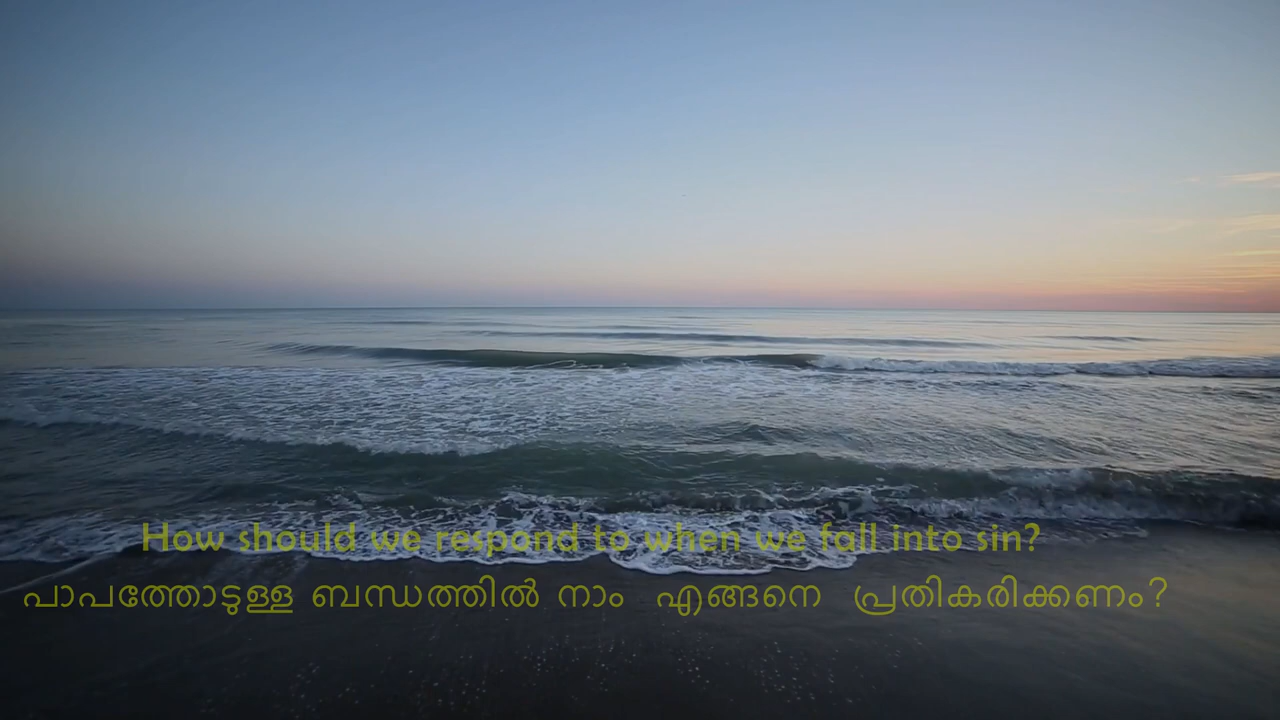 How should we respond to when we fall into sin?
പാപത്തോടുള്ള ബന്ധത്തിൽ നാം എങ്ങനെ പ്രതികരിക്കണം?